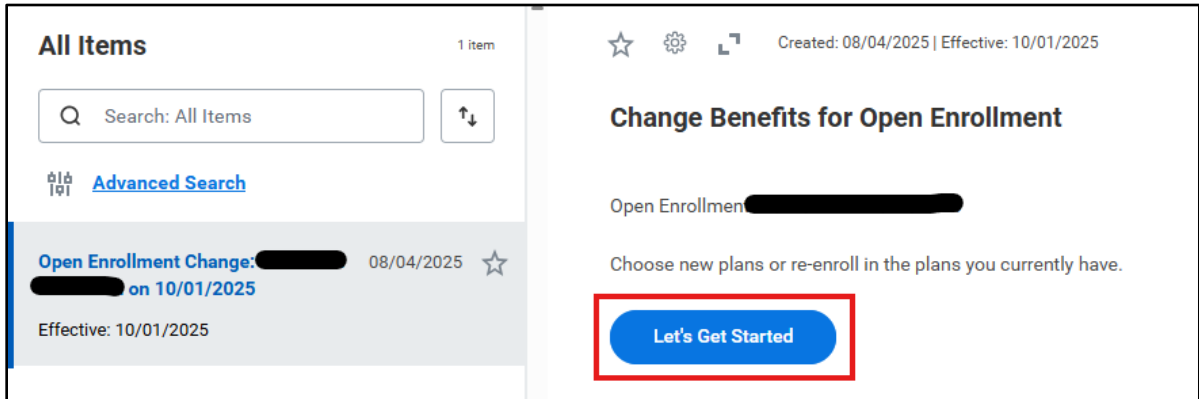 All Items
1 item
Search: All Items
Advanced Search
Open Enrollment Change:
08/04/2025
on 10/01/2025
Effective: 10/01/2025
Created: 08/04/2025 | Effective: 10/01/2025
Change Benefits for Open Enrollment
Open Enrollmen
Choose new plans or re-enroll in the plans you currently have.
Let's Get Started